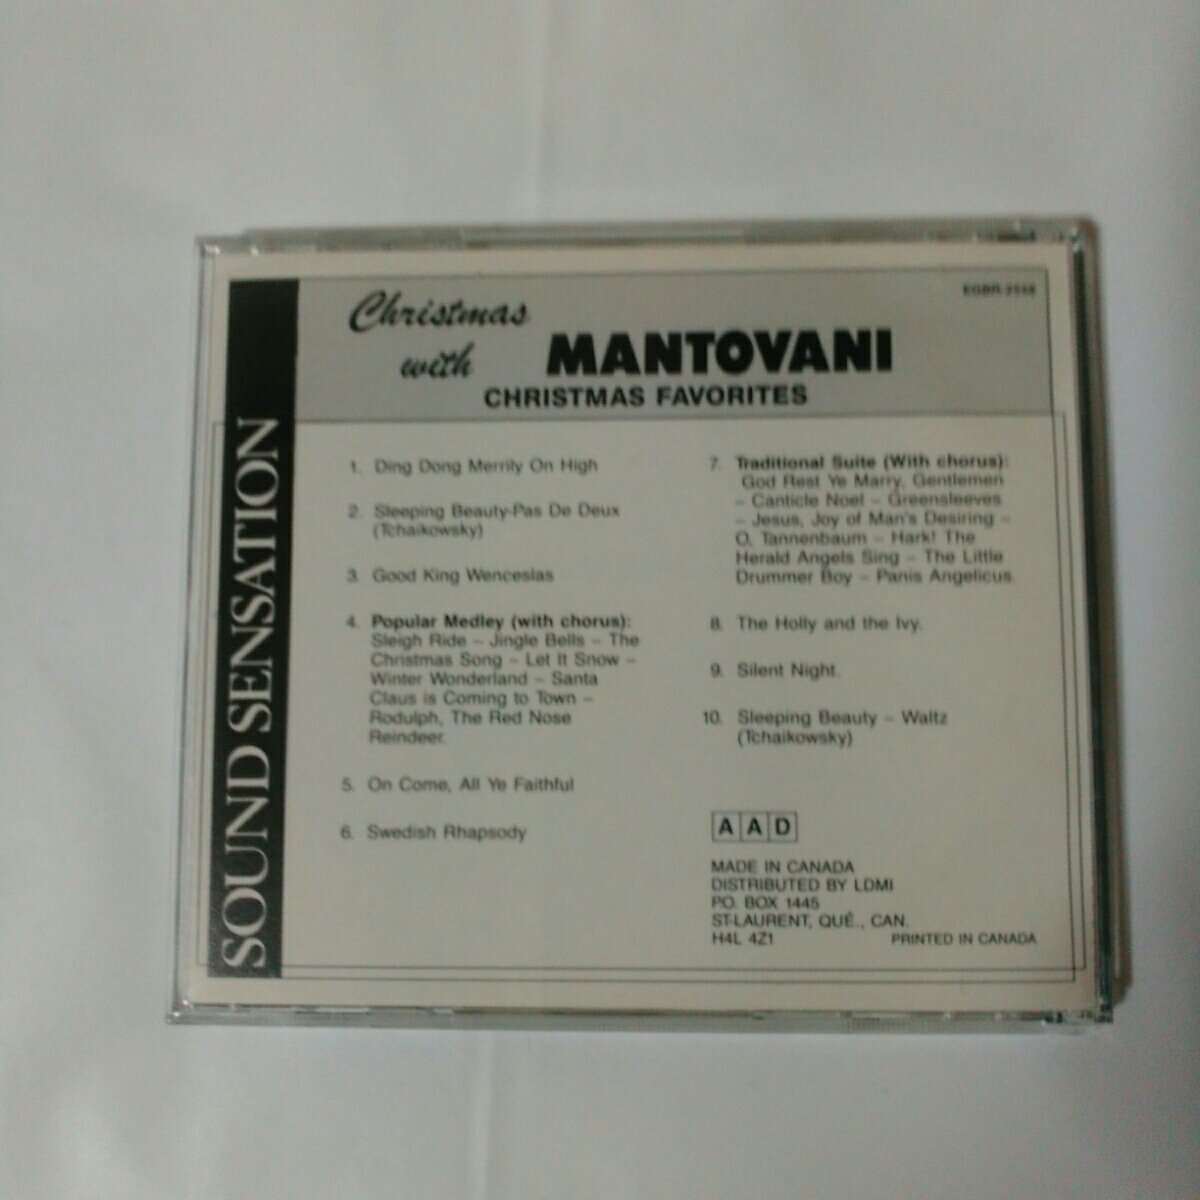 SOUND SENSATION
Christmas
with MANTOVANI
CHRISTMAS FAVORITES
1. Ding Dong Merrily On High
2. Sleeping Beauty-Pas De Deux
(Tchaikowsky)
3. Good King Wenceslas
4. Popular Medley (with chorus):
Sleigh Ride – Jingle Bells – The
Christmas Song – Let It Snow –
Winter Wonderland – Santa
Claus is Coming to Town –
Rodulph, The Red Nose
Reindeer.
5. On Come, All Ye Faithful
6. Swedish Rhapsody
7. Traditional Suite (With chorus):
God Rest Ye Marry, Gentlemen
– Canticle Noel – Greensleeves
– Jesus, Joy of Man's Desiring –
O, Tannenbaum – Hark! The
Herald Angels Sing – The Little
Drummer Boy – Panis Angelicus.
8. The Holly and the Ivy.
9. Silent Night.
10. Sleeping Beauty – Waltz
(Tchaikowsky)
A A D
MADE IN CANADA
DISTRIBUTED BY LDMI
P.O. BOX 1445
ST-LAURENT, QUÉ., CAN.
H4L 4Z1 PRINTED IN CANADA